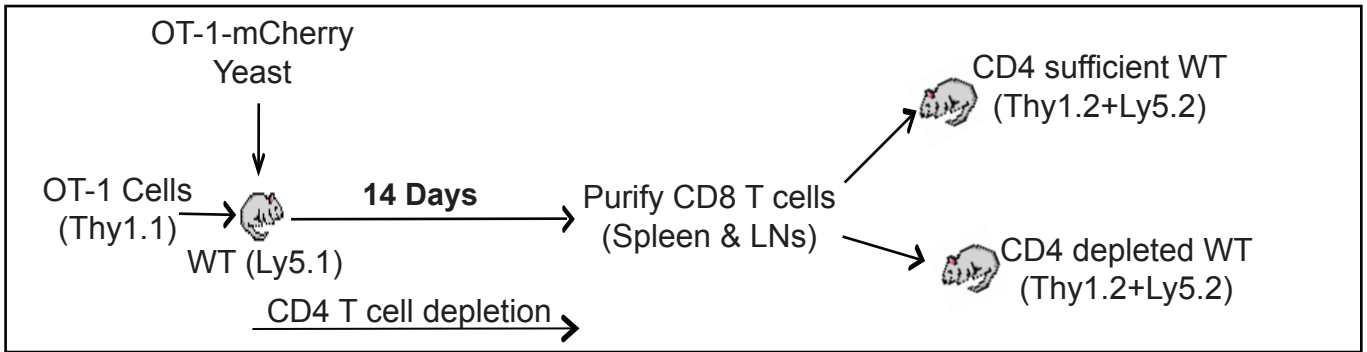 OT-1-mCherry
Yeast
OT-1 Cells
(Thy1.1)
WT (Ly5.1)
14 Days
CD4 T cell depletion
Purify CD8 T cells
(Spleen & LNs)
CD4 sufficient WT
(Thy1.2+Ly5.2)
CD4 depleted WT
(Thy1.2+Ly5.2)